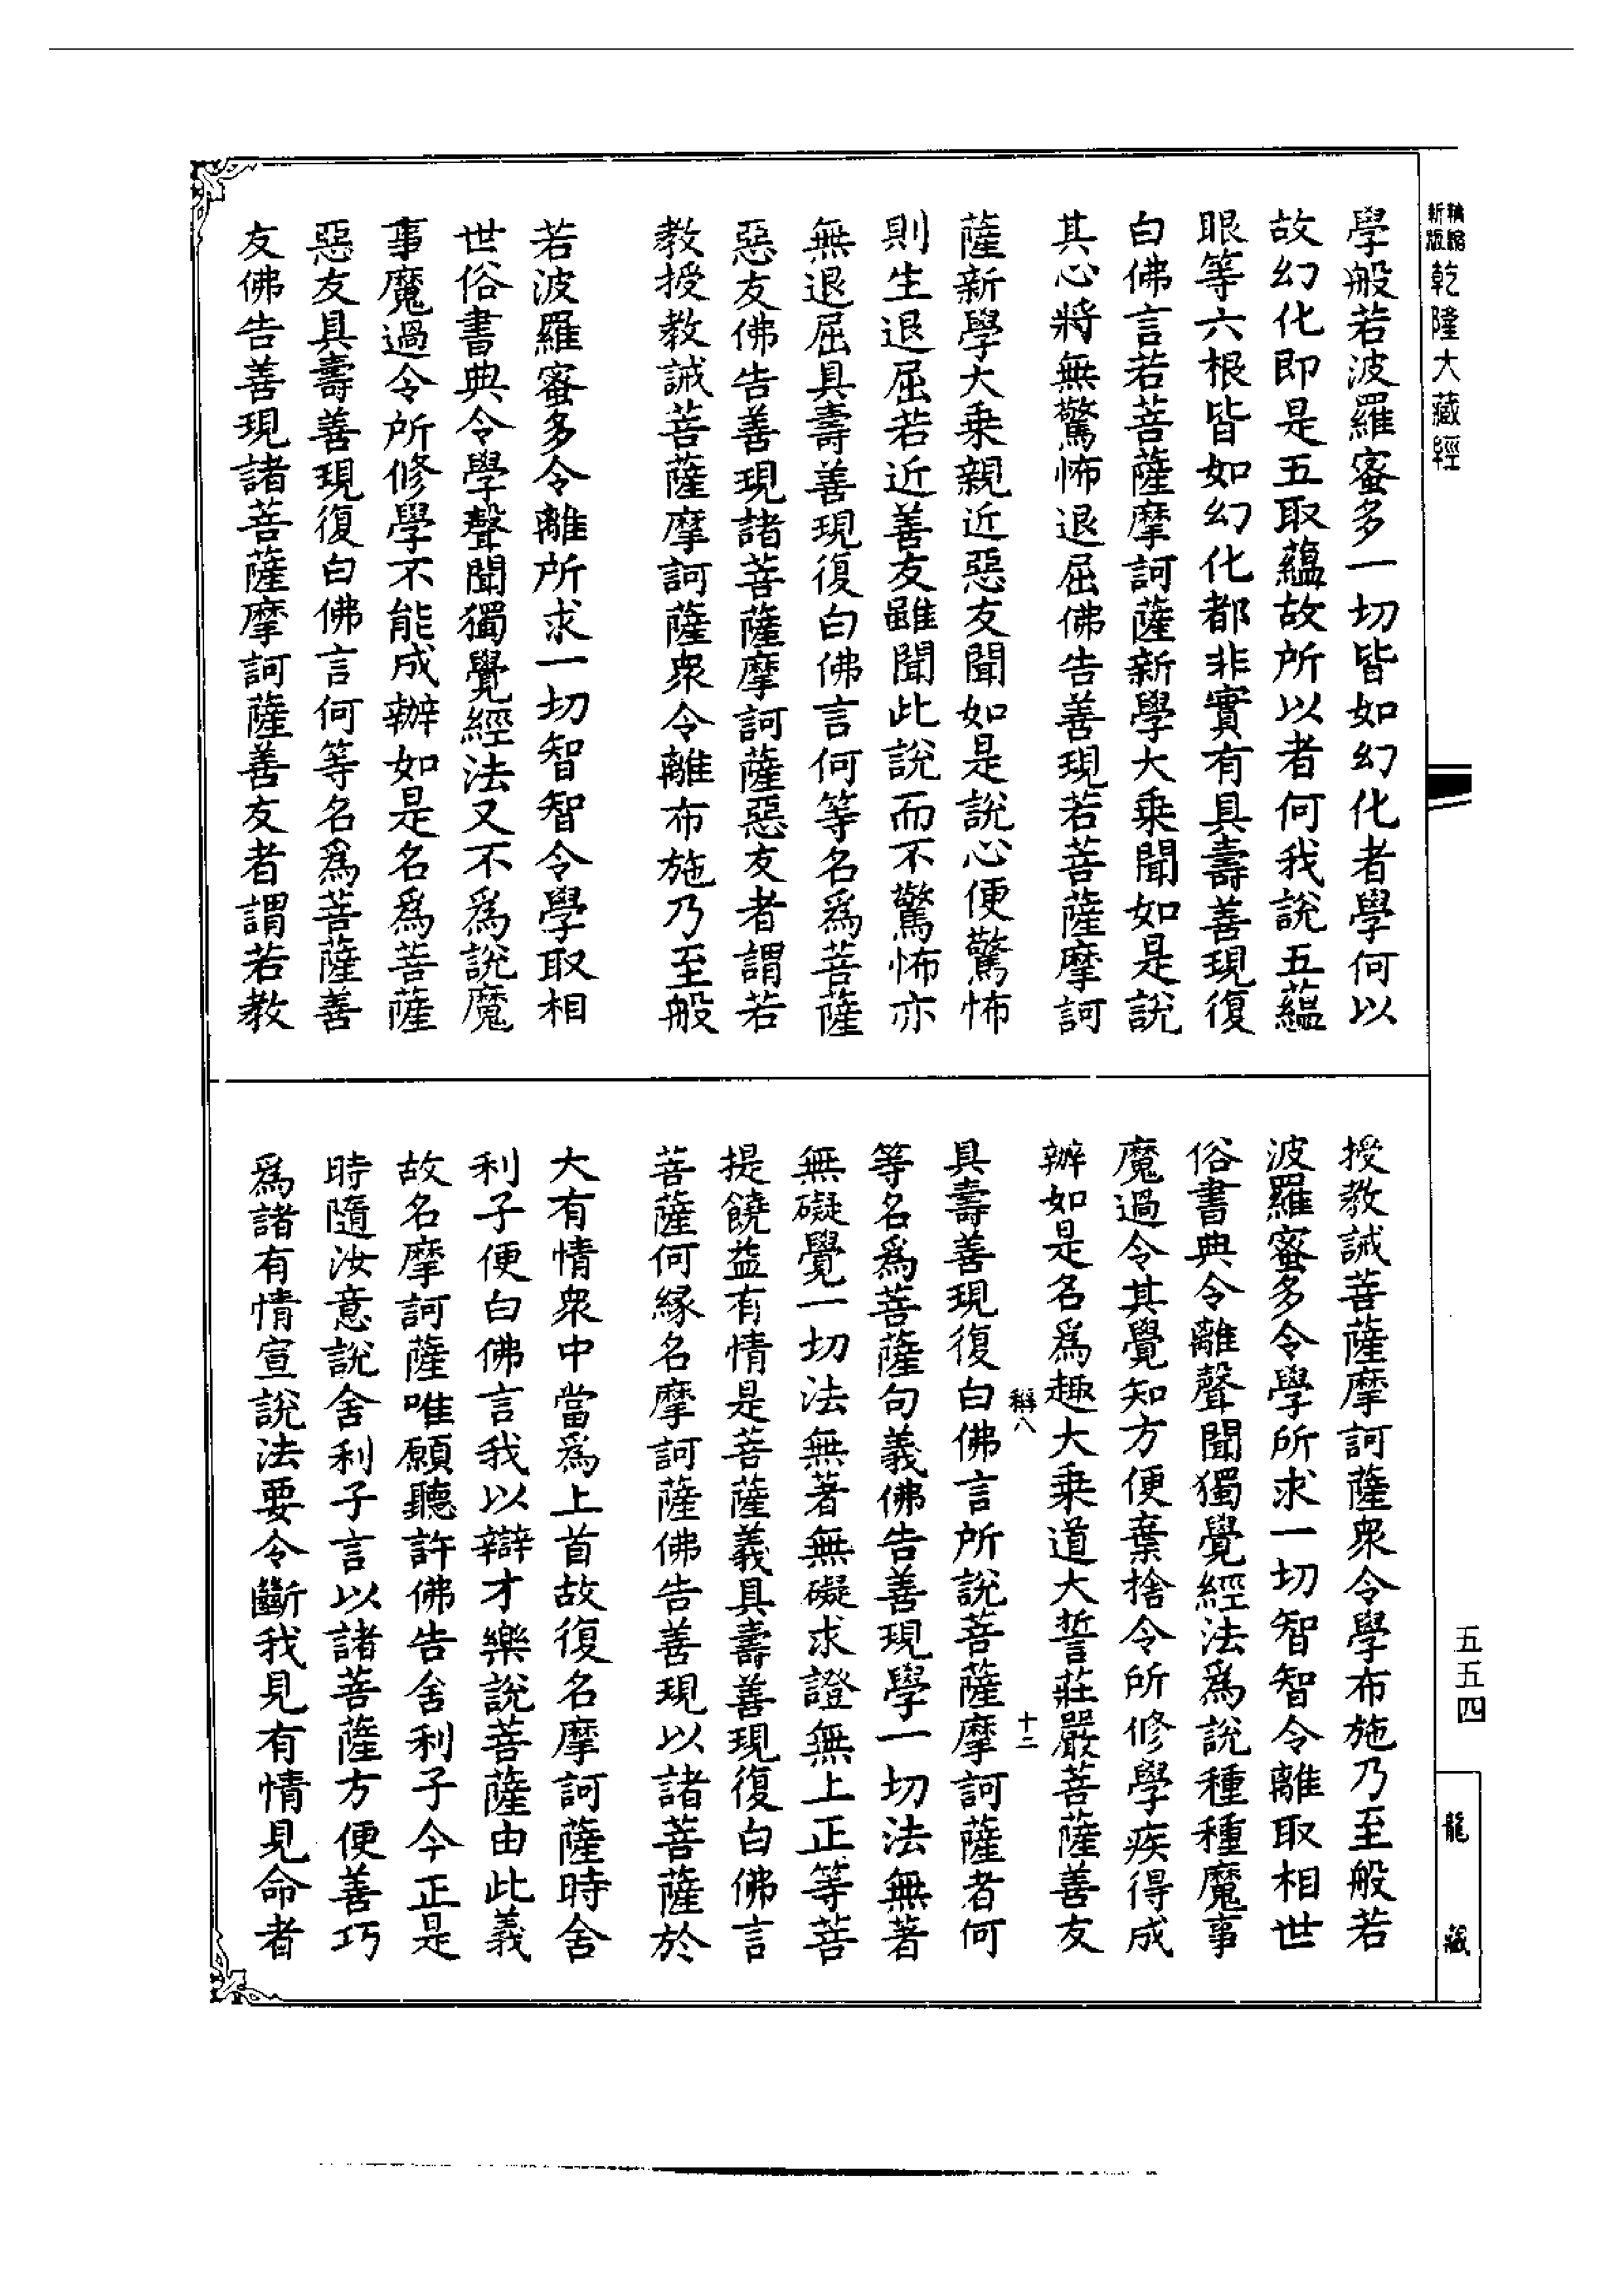 精縮新版乾隆大藏經
學般若波羅蜜多一切皆如幻化者學何以
故幻化即是五取蘊故所以者何我說五蘊
眼等六根皆如幻化都非實有具壽善現復
白佛言若菩薩摩訶薩新學大乘聞如是說
其心將無驚怖退屈佛告善現若菩薩摩訶
薩新學大乘親近惡友聞如是說心便驚怖
則生退屈若近善友雖聞此說而不驚怖亦
無退屈具壽善現復白佛言何等名爲菩薩
惡友佛告善現諸菩薩摩訶薩惡友者謂若
教授教誡菩薩摩訶薩衆令離布施乃至般
若波羅蜜多令離所求一切智智令學取相
世俗書典令學聲聞獨覺經法又不爲說魔
事魔過令所修學不能成辦如是名爲菩薩
惡友具壽善現復白佛言何等名爲菩薩善
友佛告善現諸菩薩摩訶薩善友者謂若教
授教誡菩薩摩訶薩衆令學布施乃至般若
波羅蜜多令學所求一切智智令離取相世
俗書典令離聲聞獨覺經法爲說種種魔事
魔過令其覺知方便棄捨令所修學疾得成
辦如是名爲趣大乘道大誓莊嚴菩薩善友
十二
具壽善現復白佛言所說菩薩摩訶薩者何
等名爲菩薩句義佛告善現學一切法無著
無礙覺一切法無著無礙求證無上正等菩
提饒益有情是菩薩義具壽善現復白佛言
菩薩何緣名摩訶薩佛告善現以諸菩薩於
大有情衆中當爲上首故復名摩訶薩時舍
利子便白佛言我以辯才樂說菩薩由此義
故名摩訶薩唯願聽許佛告舍利子今正是
時隨汝意說舍利子言以諸菩薩方便善巧
爲諸有情宣說法要令斷我見有情見命者
五五四
龍藏